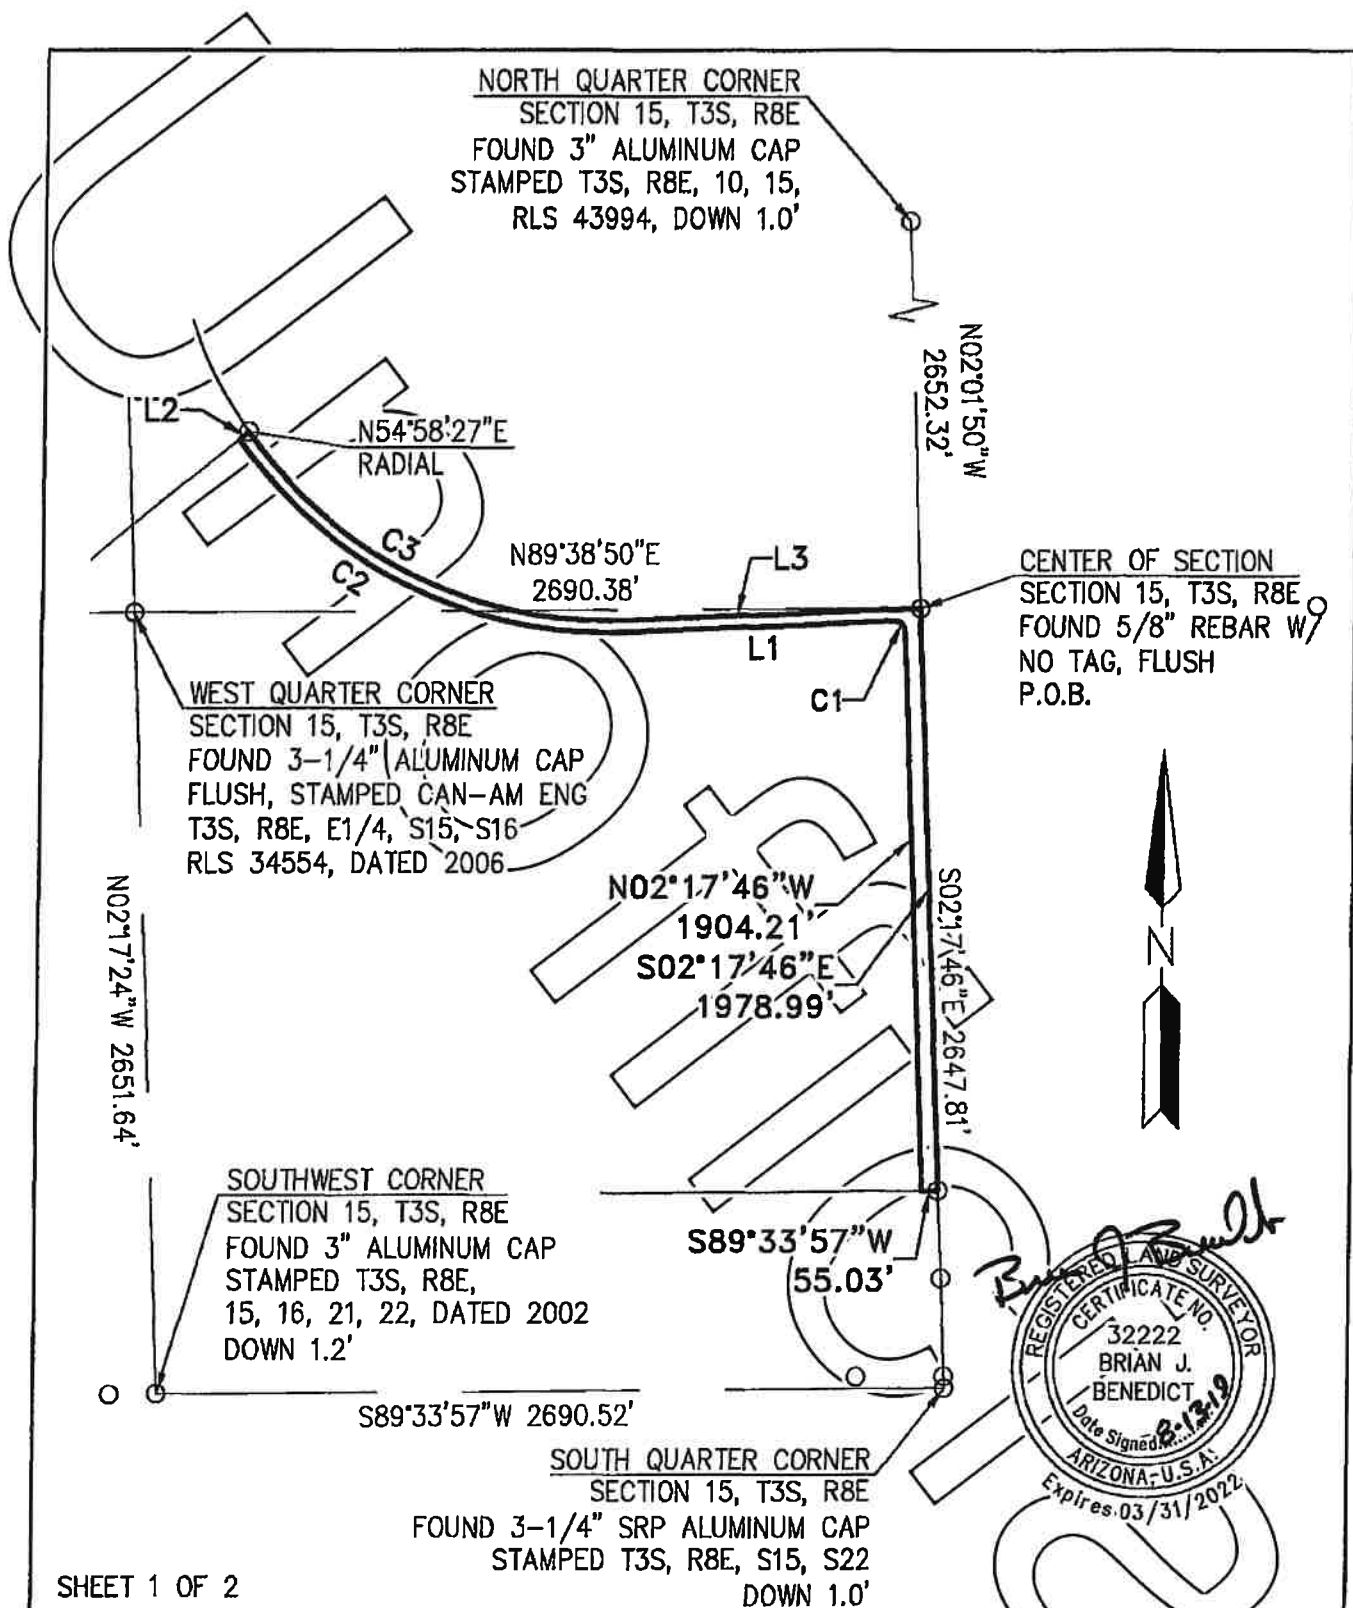 NORTH QUARTER CORNER
SECTION 15, T3S, R8E
FOUND 3" ALUMINUM CAP
STAMPED T3S, R8E, 10, 15,
RLS 43994, DOWN 1.0'
N02°01'50"W
2652.32'
L2
N54°58'27"E
RADIAL
C3
C2
N89°38'50"E
2690.38'
L3
L1
C1
CENTER OF SECTION
SECTION 15, T3S, R8E
FOUND 5/8" REBAR W/
NO TAG, FLUSH
P.O.B.
WEST QUARTER CORNER
SECTION 15, T3S, R8E
FOUND 3-1/4" ALUMINUM CAP
FLUSH, STAMPED CAN-AM ENG
T3S, R8E, E1/4, S15, S16
RLS 34554, DATED 2006
N02°17'46"W
1904.21'
S02°17'46"E
1978.99'
S02°17'46"E 2647.81'
N
N02°17'24"W 2651.64'
SOUTHWEST CORNER
SECTION 15, T3S, R8E
FOUND 3" ALUMINUM CAP
STAMPED T3S, R8E,
15, 16, 21, 22, DATED 2002
DOWN 1.2'
S89°33'57"W
55.03'
S89°33'57"W 2690.52'
REGISTERED LAND SURVEYOR
CERTIFICATE NO.
32222
BRIAN J.
BENEDICT
Date Signed 8-13-19
ARIZONA, U.S.A.
Expires 03/31/2022
SOUTH QUARTER CORNER
SECTION 15, T3S, R8E
FOUND 3-1/4" SRP ALUMINUM CAP
STAMPED T3S, R8E, S15, S22
DOWN 1.0'
SHEET 1 OF 2